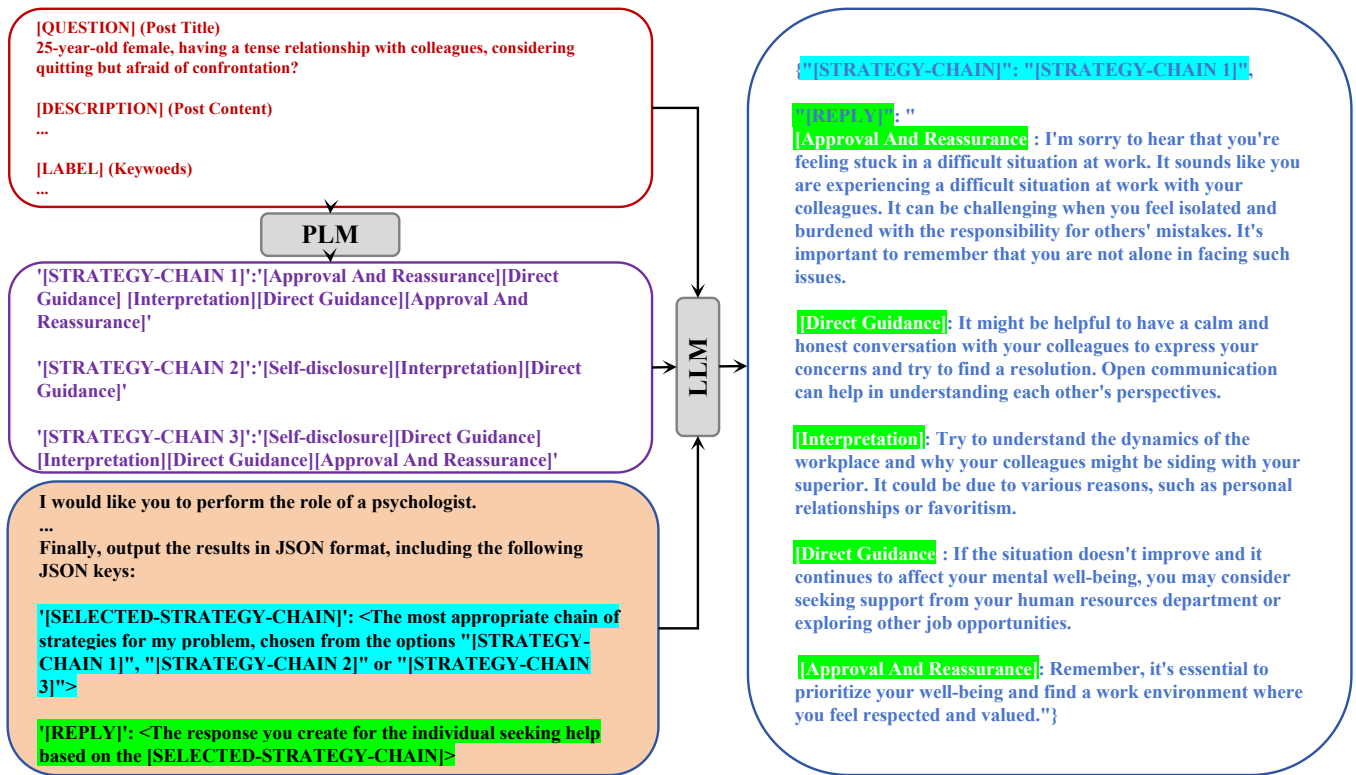 [QUESTION] (Post Title)
25-year-old female, having a tense relationship with colleagues, considering
quitting but afraid of confrontation?
[DESCRIPTION] (Post Content)
...
[LABEL] (Keywoeds)
...
PLM
'[STRATEGY-CHAIN 1]':'[Approval And Reassurance][Direct
Guidance] [Interpretation][Direct Guidance][Approval And
Reassurance]'
'[STRATEGY-CHAIN 2]':'[Self-disclosure][Interpretation][Direct
Guidance]'
'[STRATEGY-CHAIN 3]':'[Self-disclosure][Direct Guidance]
[Interpretation][Direct Guidance][Approval And Reassurance]'
I would like you to perform the role of a psychologist.
...
Finally, output the results in JSON format, including the following
JSON keys:
'[SELECTED-STRATEGY-CHAIN]': <The most appropriate chain of
strategies for my problem, chosen from the options "[STRATEGY-
CHAIN 1]", "[STRATEGY-CHAIN 2]" or "[STRATEGY-CHAIN
3]">
'[REPLY]': <The response you create for the individual seeking help
based on the [SELECTED-STRATEGY-CHAIN]>
LLM
{"[STRATEGY-CHAIN]": "[STRATEGY-CHAIN 1]",
"[REPLY]": "
[Approval And Reassurance : I'm sorry to hear that you're
feeling stuck in a difficult situation at work. It sounds like you
are experiencing a difficult situation at work with your
colleagues. It can be challenging when you feel isolated and
burdened with the responsibility for others' mistakes. It's
important to remember that you are not alone in facing such
issues.
[Direct Guidance]: It might be helpful to have a calm and
honest conversation with your colleagues to express your
concerns and try to find a resolution. Open communication
can help in understanding each other's perspectives.
[Interpretation]: Try to understand the dynamics of the
workplace and why your colleagues might be siding with your
superior. It could be due to various reasons, such as personal
relationships or favoritism.
[Direct Guidance : If the situation doesn't improve and it
continues to affect your mental well-being, you may consider
seeking support from your human resources department or
exploring other job opportunities.
[Approval And Reassurance]: Remember, it's essential to
prioritize your well-being and find a work environment where
you feel respected and valued."}